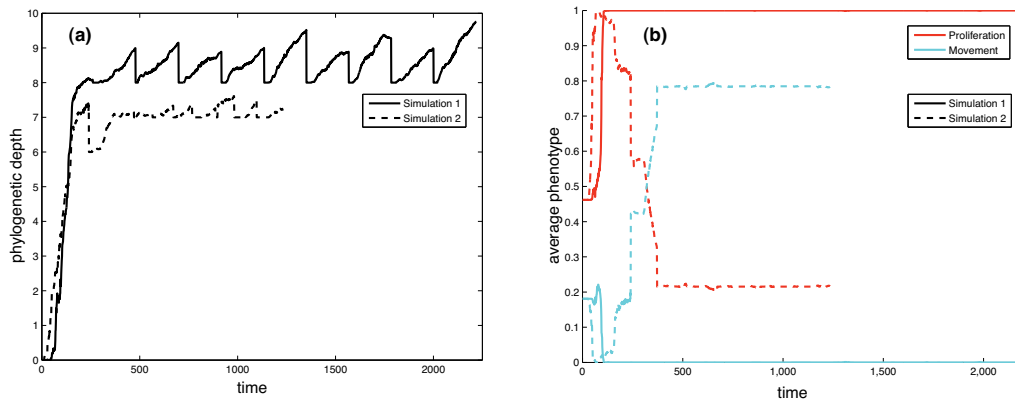 (a)
10
9
8
7
6
5
4
3
2
1
0
phylogenetic depth
Simulation 1
Simulation 2
0
500
1000
1500
2000
time
(b)
1
0.9
0.8
0.7
0.6
0.5
0.4
0.3
0.2
0.1
0
average phenotype
Proliferation
Movement
Simulation 1
Simulation 2
0
500
1,000
1,500
2,000
time